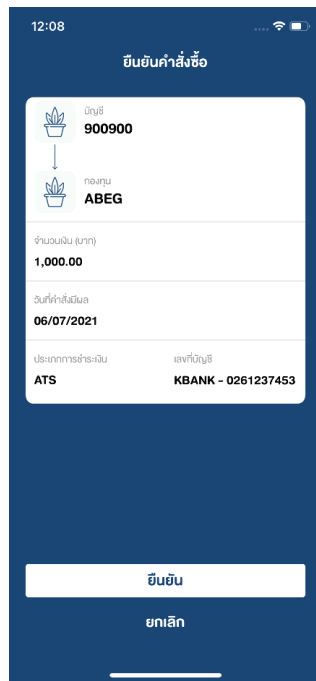 12:08
ยืนยันคำสั่งซื้อ
บัญชี
900900
กองทุน
ABEG
จำนวนเงิน (บาท)
1,000.00
วันที่คำสั่งมีผล
06/07/2021
ประเภทการชำระเงิน เลขที่บัญชี
ATS KBANK - 0261237453
ยืนยัน
ยกเลิก